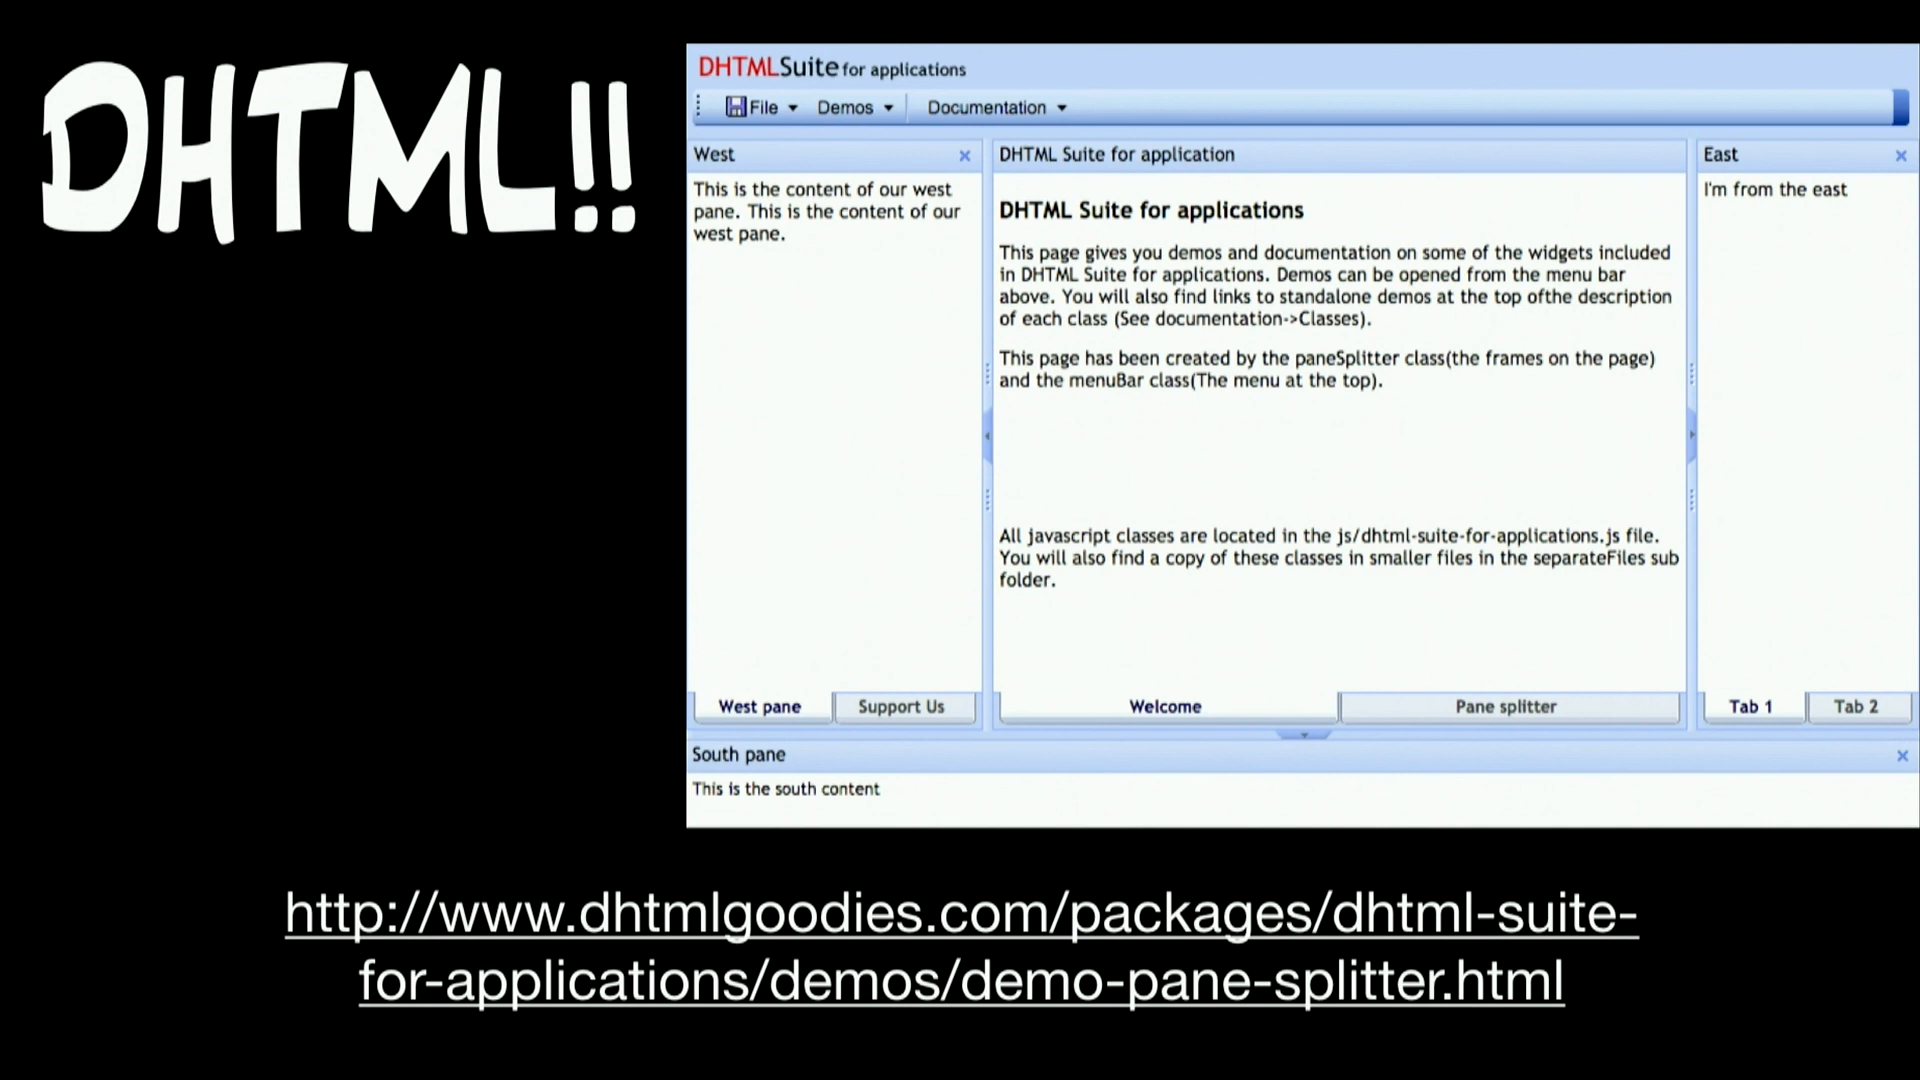 DHTML!!
DHTMLSuite for applications
File Demos Documentation
West
This is the content of our west
pane. This is the content of our
west pane.
West pane Support Us
DHTML Suite for application
DHTML Suite for applications
This page gives you demos and documentation on some of the widgets included
in DHTML Suite for applications. Demos can be opened from the menu bar
above. You will also find links to standalone demos at the top ofthe description
of each class (See documentation->Classes).
This page has been created by the paneSplitter class(the frames on the page)
and the menuBar class(The menu at the top).
All javascript classes are located in the js/dhtml-suite-for-applications.js file.
You will also find a copy of these classes in smaller files in the separateFiles sub
folder.
Welcome Pane splitter
East
I'm from the east
Tab 1 Tab 2
South pane
This is the south content
http://www.dhtmlgoodies.com/packages/dhtml-suite-
for-applications/demos/demo-pane-splitter.html